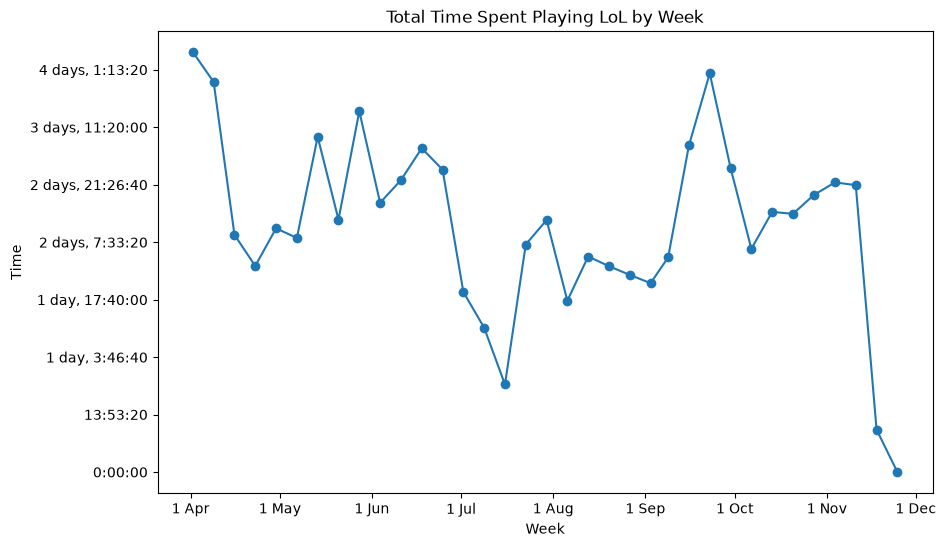 Total Time Spent Playing LoL by Week
4 days, 1:13:20
3 days, 11:20:00
2 days, 21:26:40
2 days, 7:33:20
1 day, 17:40:00
1 day, 3:46:40
13:53:20
0:00:00
Time
1 Apr 1 May 1 Jun 1 Jul 1 Aug 1 Sep 1 Oct 1 Nov 1 Dec
Week